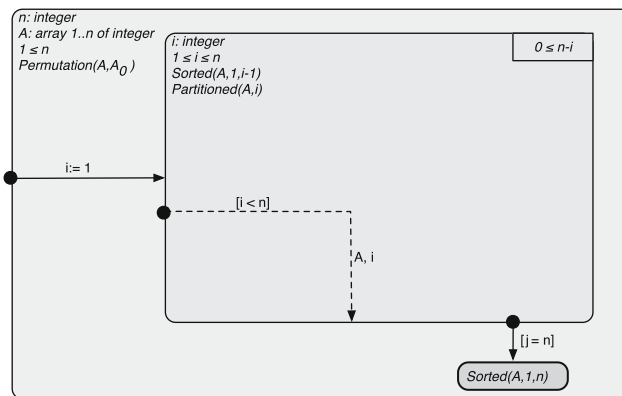 n: integer
A: array 1..n of integer
1 ≤ n
Permutation(A,A0 )
i: integer
1 ≤ i ≤ n
Sorted(A,1,i-1)
Partitioned(A,i)
0 ≤ n-i
i:= 1
[i < n]
A, i
[j = n]
Sorted(A,1,n)